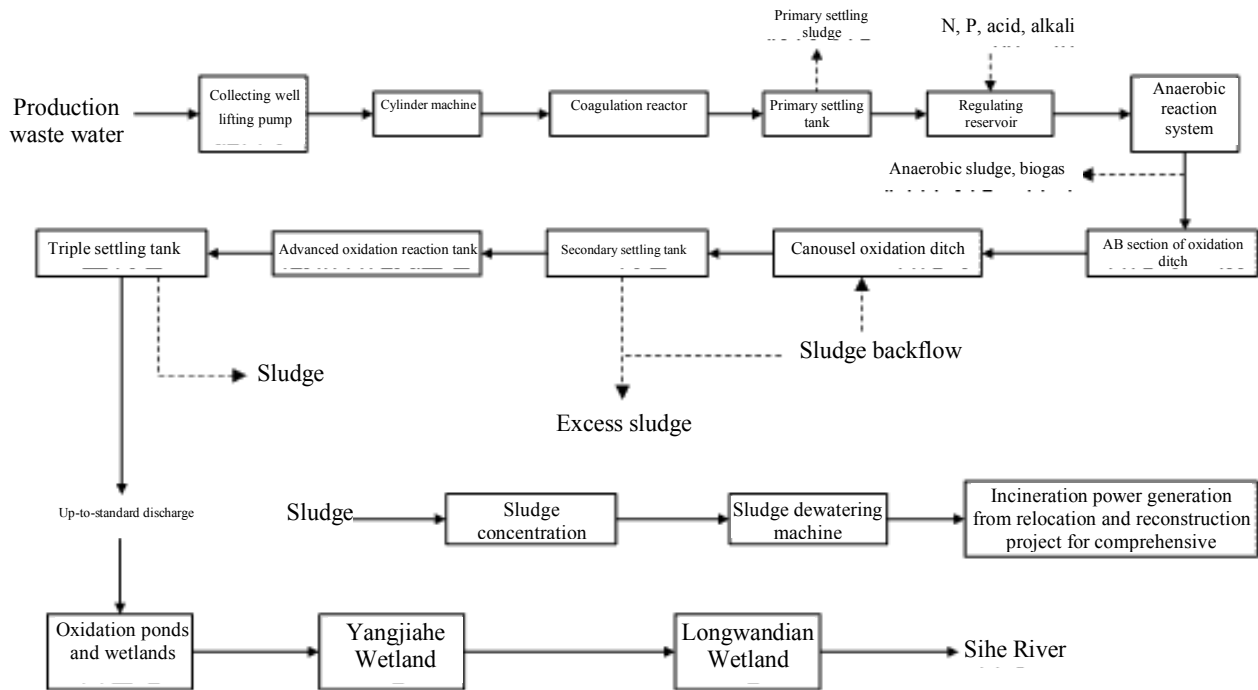 Primary settling
sludge
N, P, acid, alkali
Production
waste water
Collecting well
lifting pump
Cylinder machine
Coagulation reactor
Primary settling
tank
Regulating
reservoir
Anaerobic
reaction
system
Anaerobic sludge, biogas
Triple settling tank
Advanced oxidation reaction tank
Secondary settling tank
Canousel oxidation ditch
AB section of oxidation
ditch
Sludge
Sludge backflow
Excess sludge
Up-to-standard discharge
Sludge
Sludge
concentration
Sludge dewatering
machine
Incineration power generation
from relocation and reconstruction
project for comprehensive
Oxidation ponds
and wetlands
Yangjiahe
Wetland
Longwandian
Wetland
Sihe River